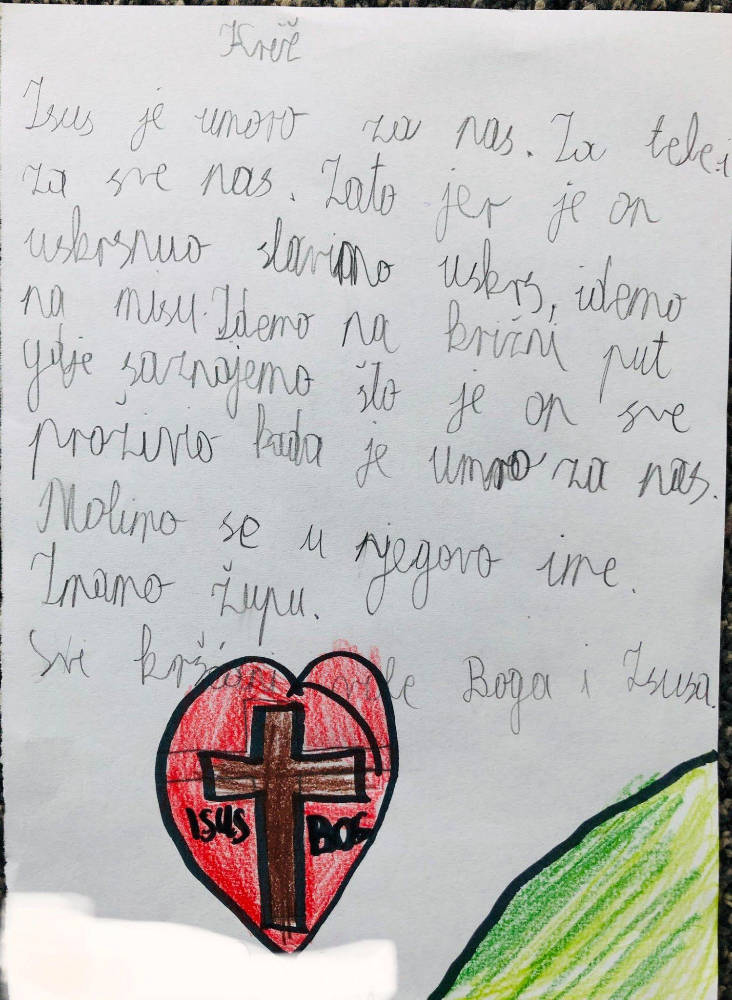 Isus je umoro za nas. Za tebe i
za sve nas. Zato jer je on
uskrsnuo slavimo uskrs, idemo
na misu. Idemo na križni put
gdje saznajemo što je on sve
proživio kada je umro za nas.
Molimo se u njegovo ime.
Imamo župu.
Svi kršćani vole Boga i Isusa.
ISUS BOG